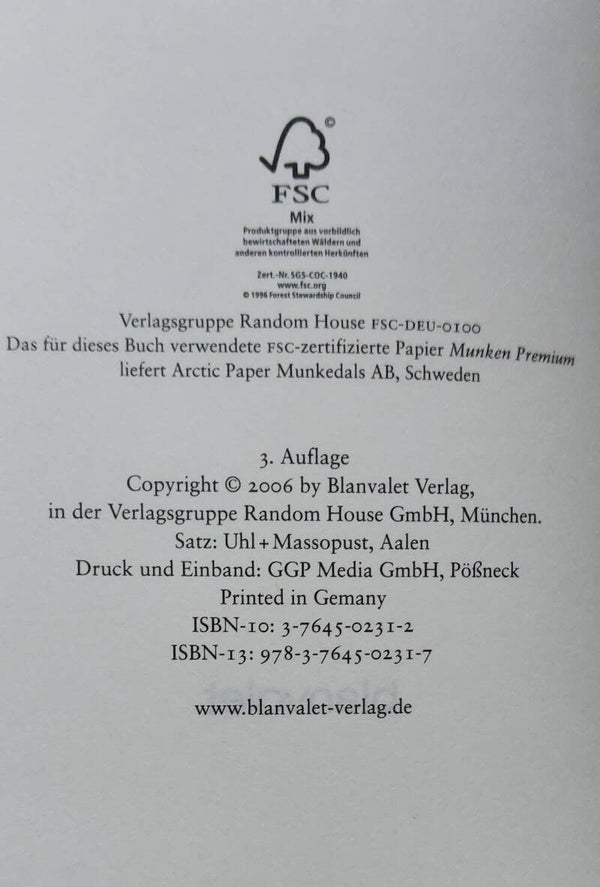 ©
FSC
Mix
Produktgruppe aus vorbildlich
bewirtschafteten Wäldern und
anderen kontrollierten Herkünften
Zert.-Nr. SGS-COC-1940
www.fsc.org
© 1996 Forest Stewardship Council
Verlagsgruppe Random House FSC-DEU-0100
Das für dieses Buch verwendete FSC-zertifizierte Papier Munken Premium
liefert Arctic Paper Munkedals AB, Schweden
3. Auflage
Copyright © 2006 by Blanvalet Verlag,
in der Verlagsgruppe Random House GmbH, München.
Satz: Uhl + Massopust, Aalen
Druck und Einband: GGP Media GmbH, Pößneck
Printed in Gemany
ISBN-10: 3-7645-0231-2
ISBN-13: 978-3-7645-0231-7
blanvalet
www.blanvalet-verlag.de